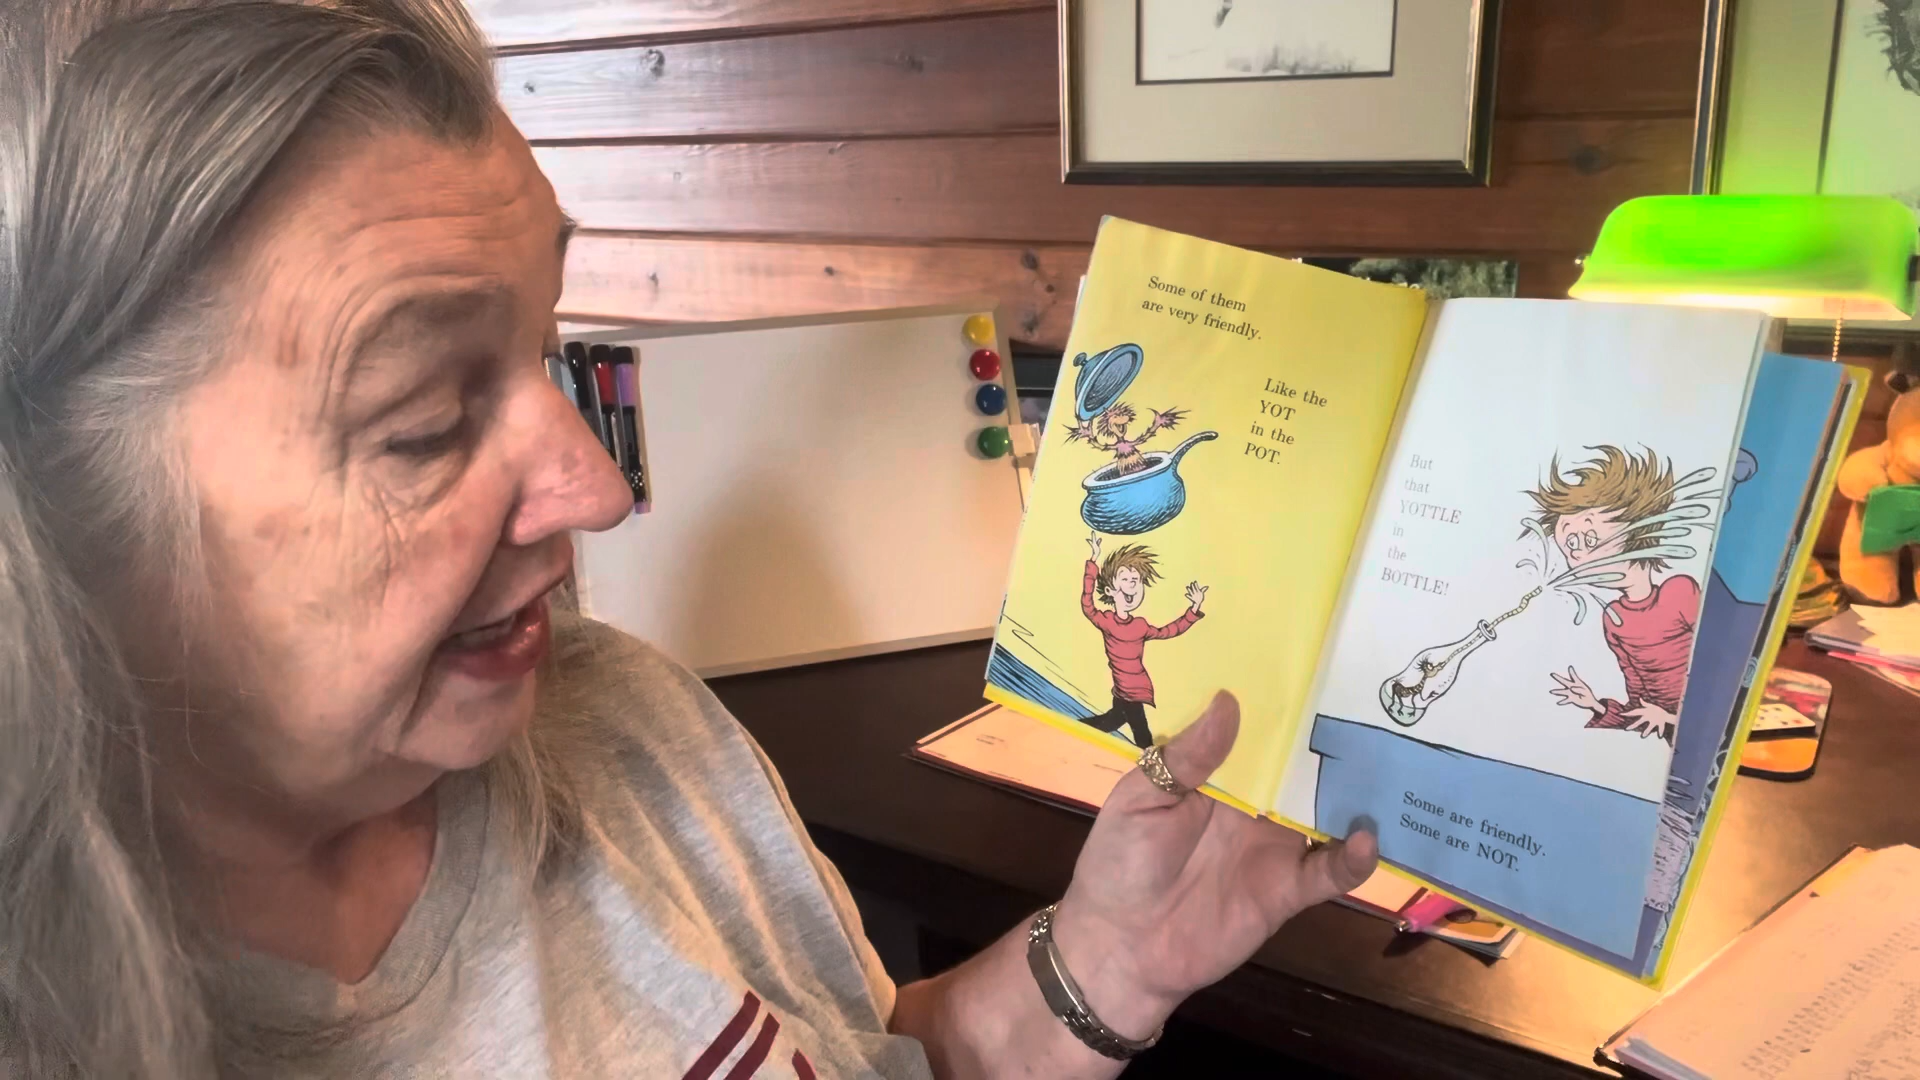 Some of them
are very friendly.
Like the
YOT
in the
POT.
But
that
YOTTLE
in
the
BOTTLE!
Some are friendly.
Some are NOT.